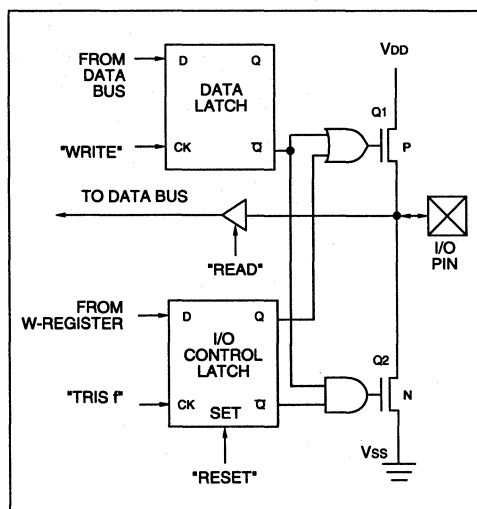 FROM
DATA
BUS
D
Q
DATA
LATCH
"WRITE"
CK
Q̅
VDD
Q1
P
TO DATA BUS
"READ"
I/O
PIN
FROM
W-REGISTER
D
Q
I/O
CONTROL
LATCH
"TRIS f"
CK
SET
Q̅
"RESET"
Q2
N
VSS